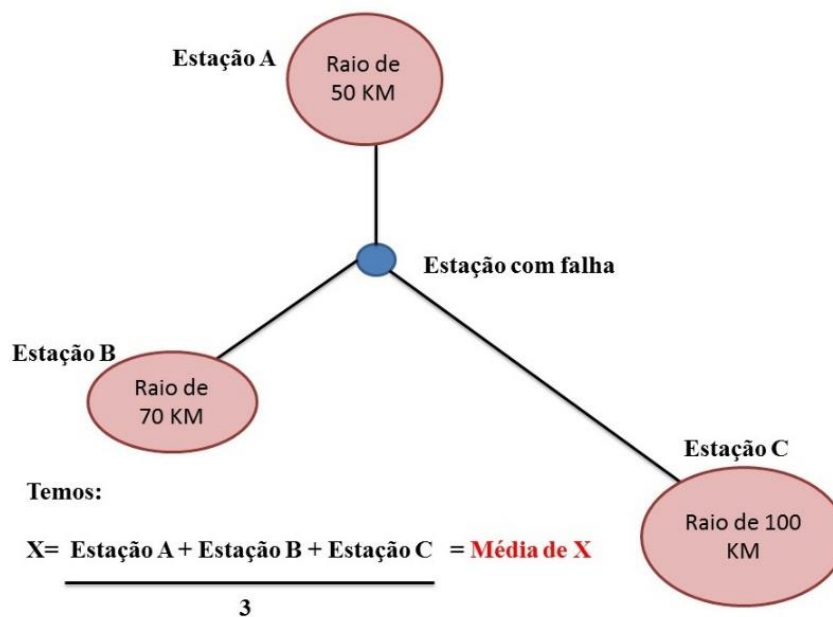 Estação A
Raio de
50 KM
Estação com falha
Estação B
Raio de
70 KM
Estação C
Raio de 100
KM
Temos:
X= Estação A + Estação B + Estação C = Média de X
3